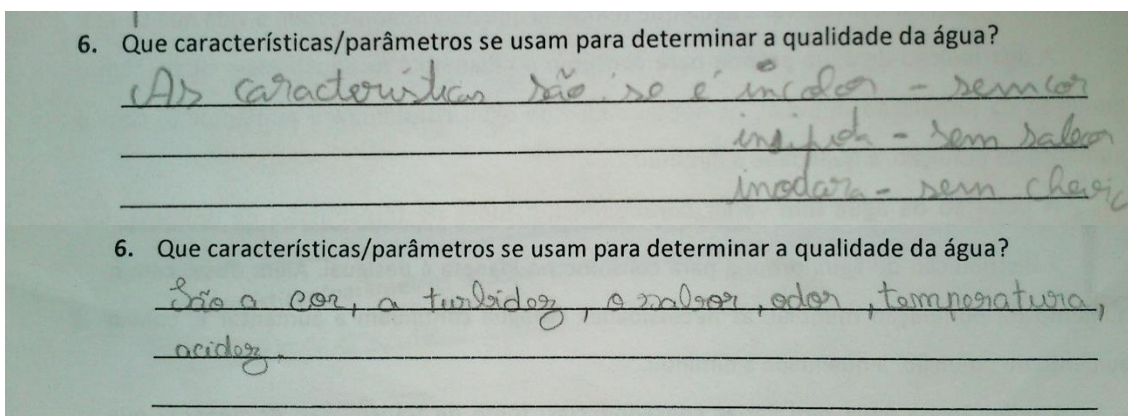 6. Que características/parâmetros se usam para determinar a qualidade da água?
As características são: se é incolor - sem cor
insípida - sem sabor
inodora - sem cheiro
6. Que características/parâmetros se usam para determinar a qualidade da água?
São a cor, a turbidez, o sabor, odor, temperatura,
acidez.